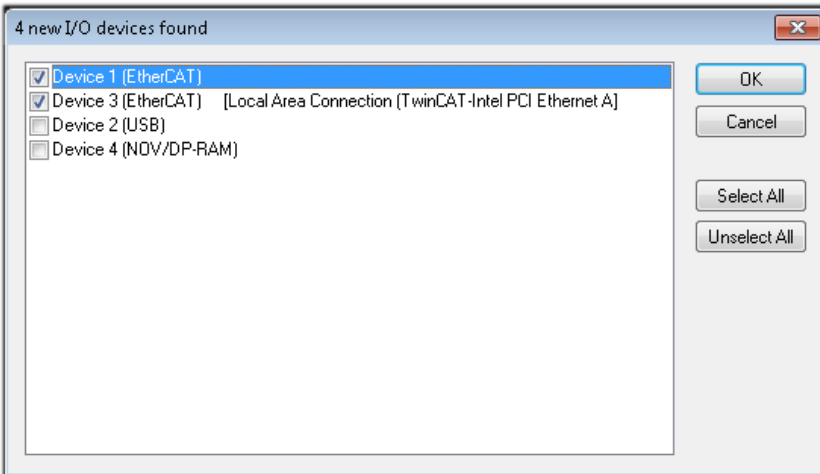 4 new I/O devices found
Device 1 (EtherCAT)
Device 3 (EtherCAT) [Local Area Connection (TwinCAT-Intel PCI Ethernet A]
Device 2 (USB)
Device 4 (NOV/DP-RAM)
OK
Cancel
Select All
Unselect All